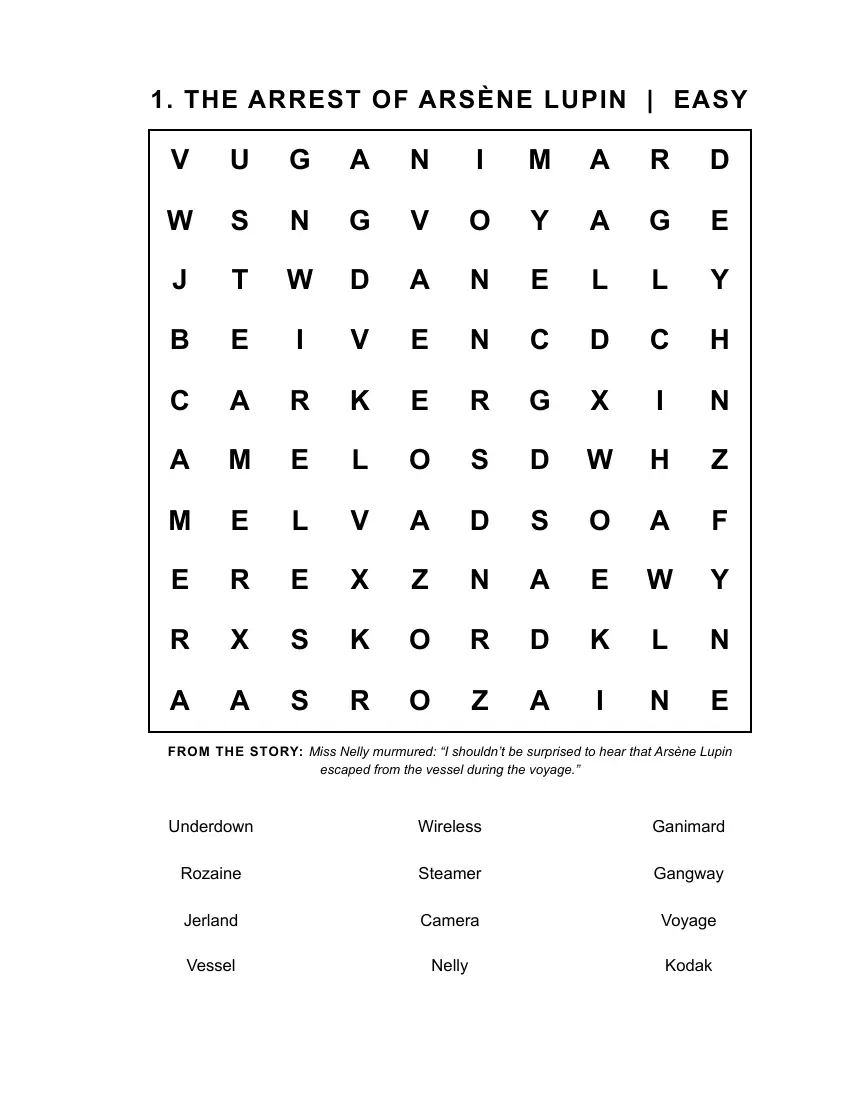 1. THE ARREST OF ARSÈNE LUPIN | EASY
V U G A N I M A R D
W S N G V O Y A G E
J T W D A N E L L Y
B E I V E N C D C H
C A R K E R G X I N
A M E L O S D W H Z
M E L V A D S O A F
E R E X Z N A E W Y
R X S K O R D K L N
A A S R O Z A I N E
FROM THE STORY: Miss Nelly murmured: “I shouldn’t be surprised to hear that Arsène Lupin
escaped from the vessel during the voyage.”
Underdown Wireless Ganimard
Rozaine Steamer Gangway
Jerland Camera Voyage
Vessel Nelly Kodak